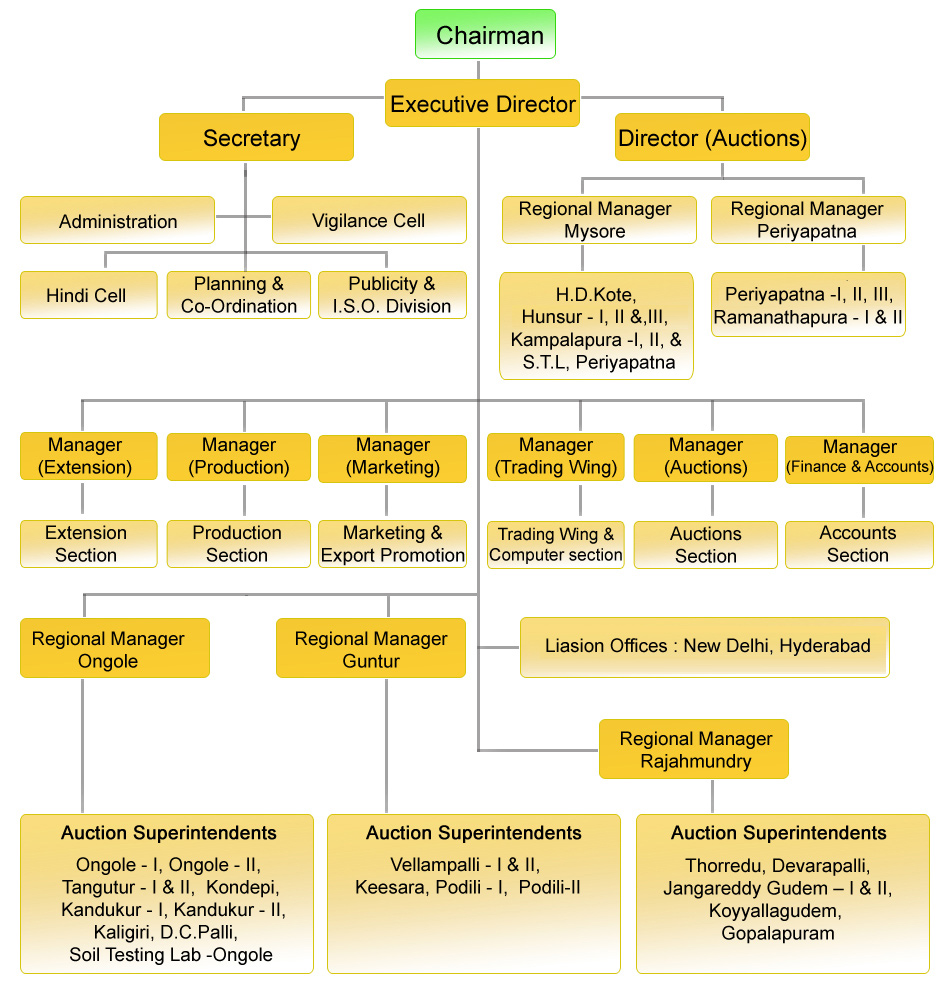 Chairman
Executive Director
Secretary
Director (Auctions)
Administration
Vigilance Cell
Regional Manager
Mysore
Regional Manager
Periyapatna
Hindi Cell
Planning &
Co-Ordination
Publicity &
I.S.O. Division
H.D.Kote,
Hunsur - I, II &,III,
Kampalapura -I, II, &
S.T.L, Periyapatna
Periyapatna -I, II, III,
Ramanathapura - I & II
Manager
(Extension)
Manager
(Production)
Manager
(Marketing)
Manager
(Trading Wing)
Manager
(Auctions)
Manager
(Finance & Accounts)
Extension
Section
Production
Section
Marketing &
Export Promotion
Trading Wing &
Computer section
Auctions
Section
Accounts
Section
Regional Manager
Ongole
Regional Manager
Guntur
Liasion Offices : New Delhi, Hyderabad
Regional Manager
Rajahmundry
Auction Superintendents
Ongole - I, Ongole - II,
Tangutur - I & II, Kondepi,
Kandukur - I, Kandukur - II,
Kaligiri, D.C.Palli,
Soil Testing Lab -Ongole
Auction Superintendents
Vellampalli - I & II,
Keesara, Podili - I, Podili-II
Auction Superintendents
Thorredu, Devarapalli,
Jangareddy Gudem – I & II,
Koyyallagudem,
Gopalapuram